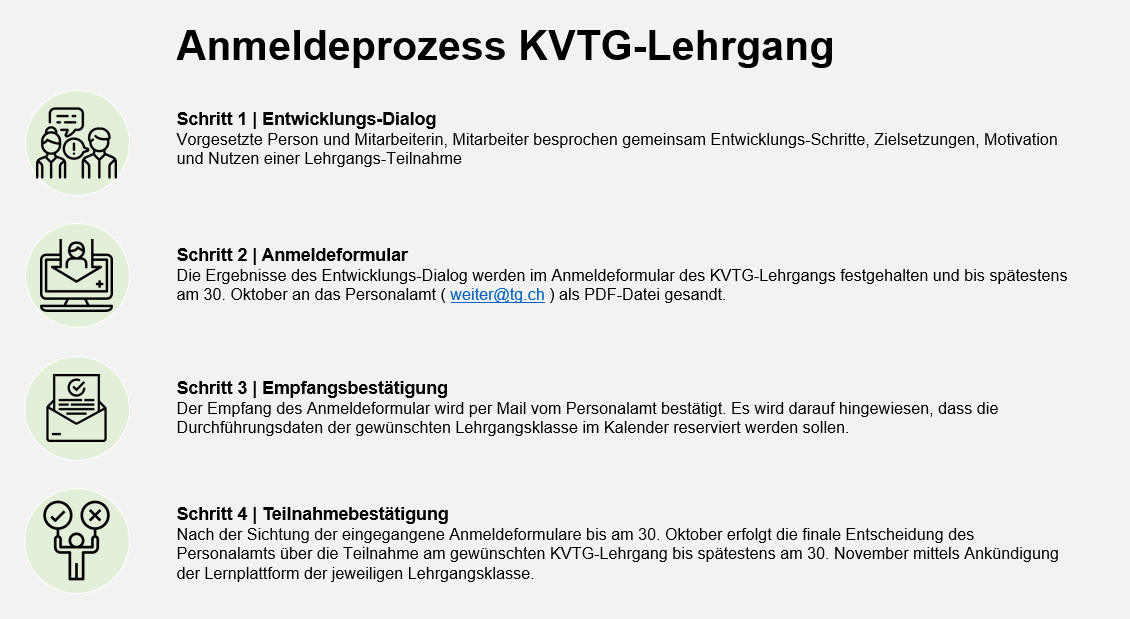 Anmeldeprozess KVTG-Lehrgang
Schritt 1 | Entwicklungs-Dialog
Vorgesetzte Person und Mitarbeiterin, Mitarbeiter besprochen gemeinsam Entwicklungs-Schritte, Zielsetzungen, Motivation
und Nutzen einer Lehrgangs-Teilnahme
Schritt 2 | Anmeldeformular
Die Ergebnisse des Entwicklungs-Dialog werden im Anmeldeformular des KVTG-Lehrgangs festgehalten und bis spätestens
am 30. Oktober an das Personalamt ( weiter@tg.ch ) als PDF-Datei gesandt.
Schritt 3 | Empfangsbestätigung
Der Empfang des Anmeldeformular wird per Mail vom Personalamt bestätigt. Es wird darauf hingewiesen, dass die
Durchführungsdaten der gewünschten Lehrgangsklasse im Kalender reserviert werden sollen.
Schritt 4 | Teilnahmebestätigung
Nach der Sichtung der eingegangene Anmeldeformulare bis am 30. Oktober erfolgt die finale Entscheidung des
Personalamts über die Teilnahme am gewünschten KVTG-Lehrgang bis spätestens am 30. November mittels Ankündigung
der Lernplattform der jeweiligen Lehrgangsklasse.